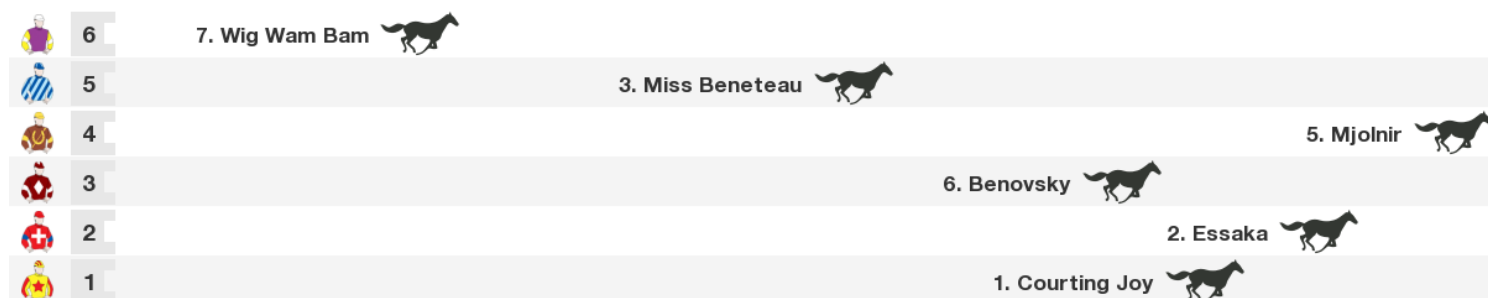 6 7. Wig Wam Bam
5 3. Miss Beneteau
4 5. Mjolnir
3 6. Benovsky
2 2. Essaka
1 1. Courting Joy